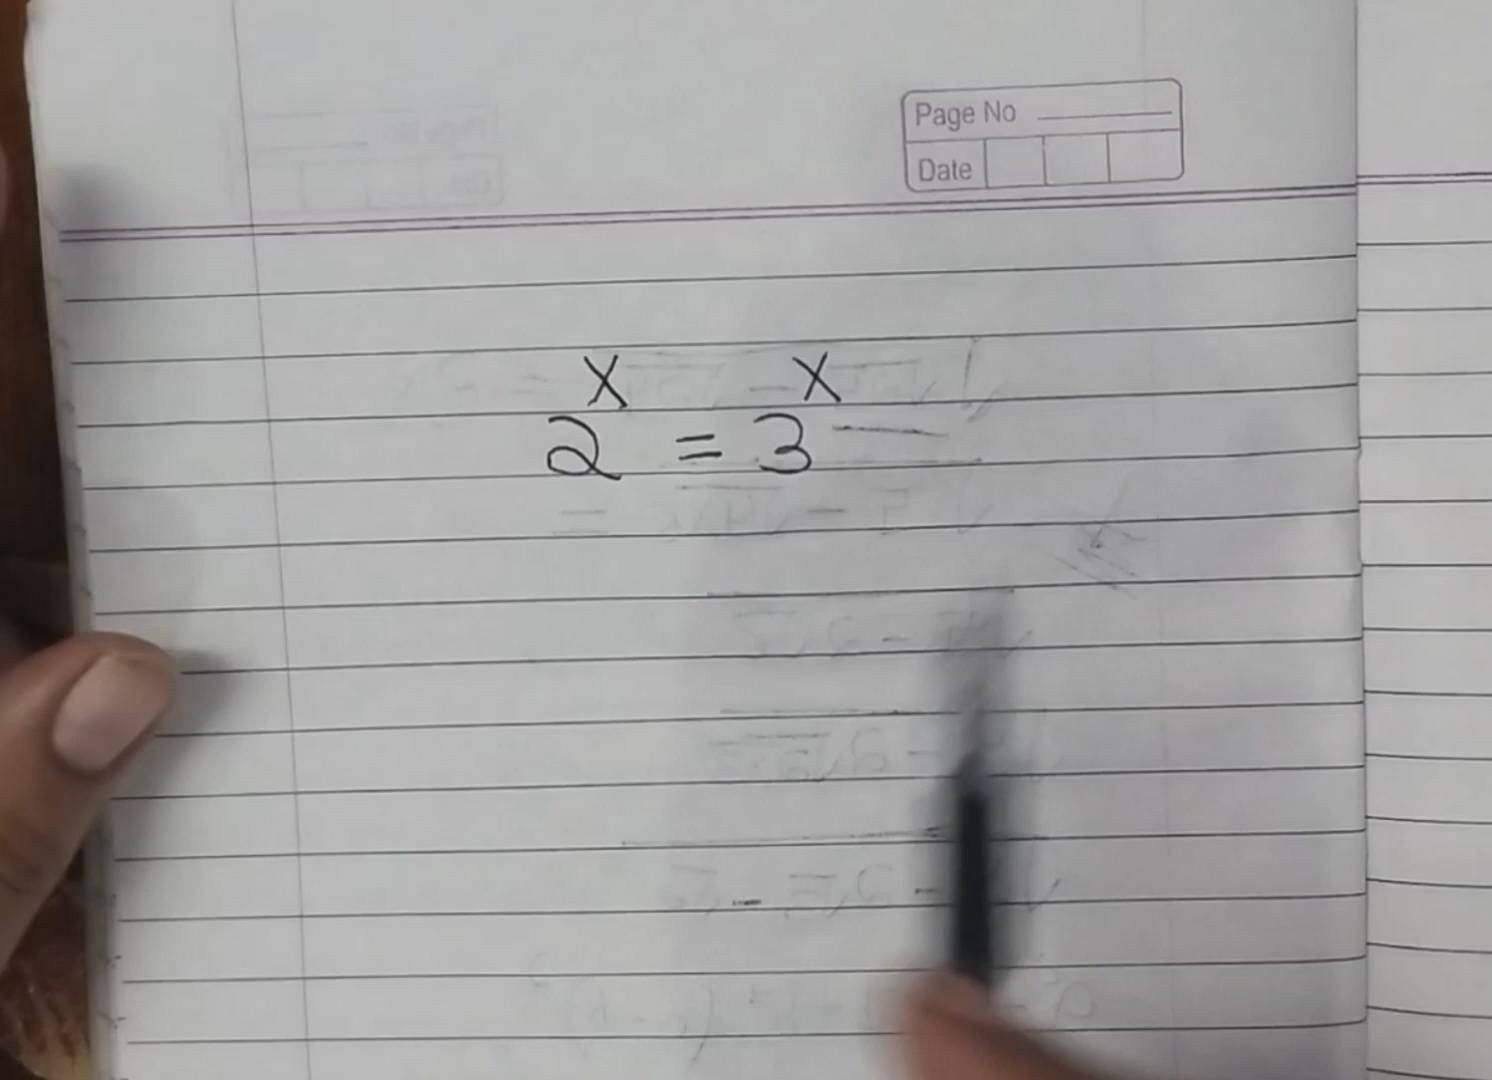 Page No
Date
2^x = 3^x